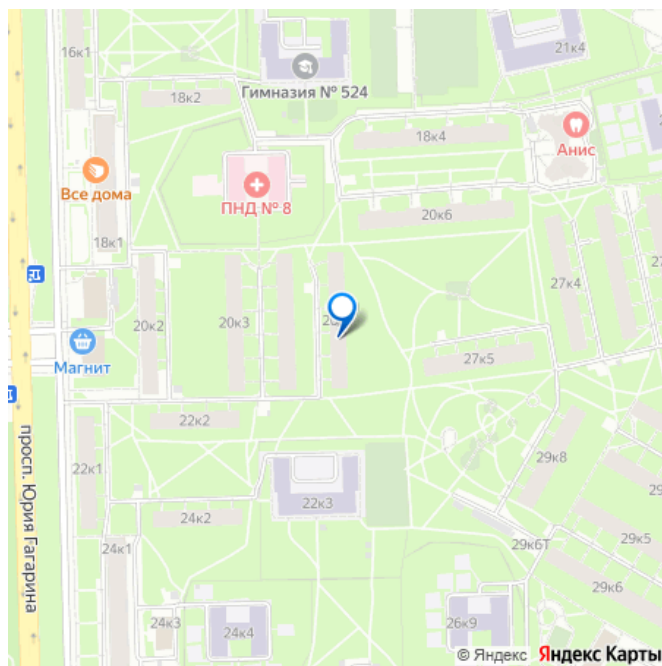 16к1
21к4
Гимназия № 524
18к2
18к4
Анис
Все дома
ПНД № 8
20к6
18к1
27к4
20к2
20к3
Магнит
27к5
22к2
22к1
29к8
просп. Юрия Гагарина
22к3
24к2
29к5
24к1
29к6Т
29к6
24к3
24к4
26к9
© Яндекс Яндекс Карты